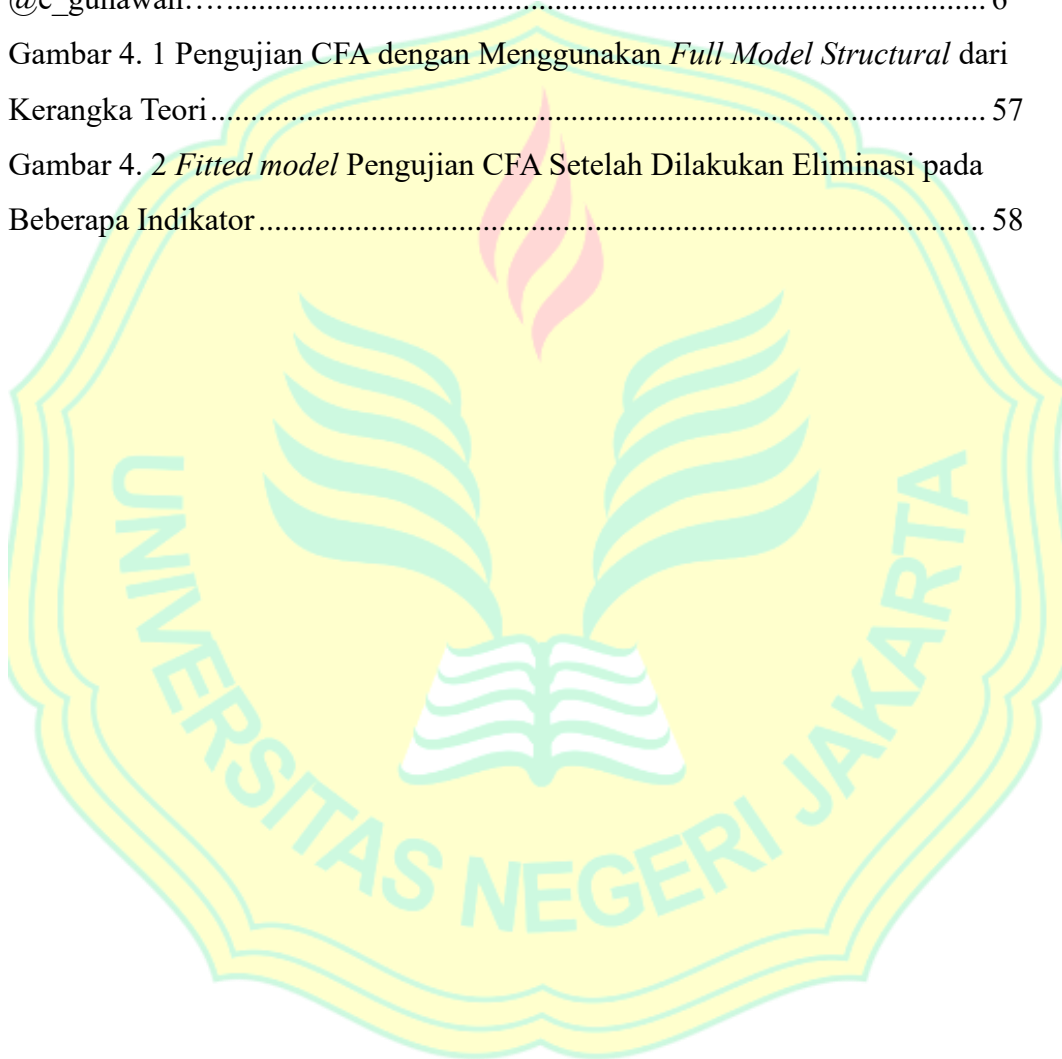 @c_gunawan…............................................................................................. 6
Gambar 4. 1 Pengujian CFA dengan Menggunakan Full Model Structural dari
Kerangka Teori.................................................................................................. 57
Gambar 4. 2 Fitted model Pengujian CFA Setelah Dilakukan Eliminasi pada
Beberapa Indikator............................................................................................ 58
UNIVERSITAS NEGERI JAKARTA